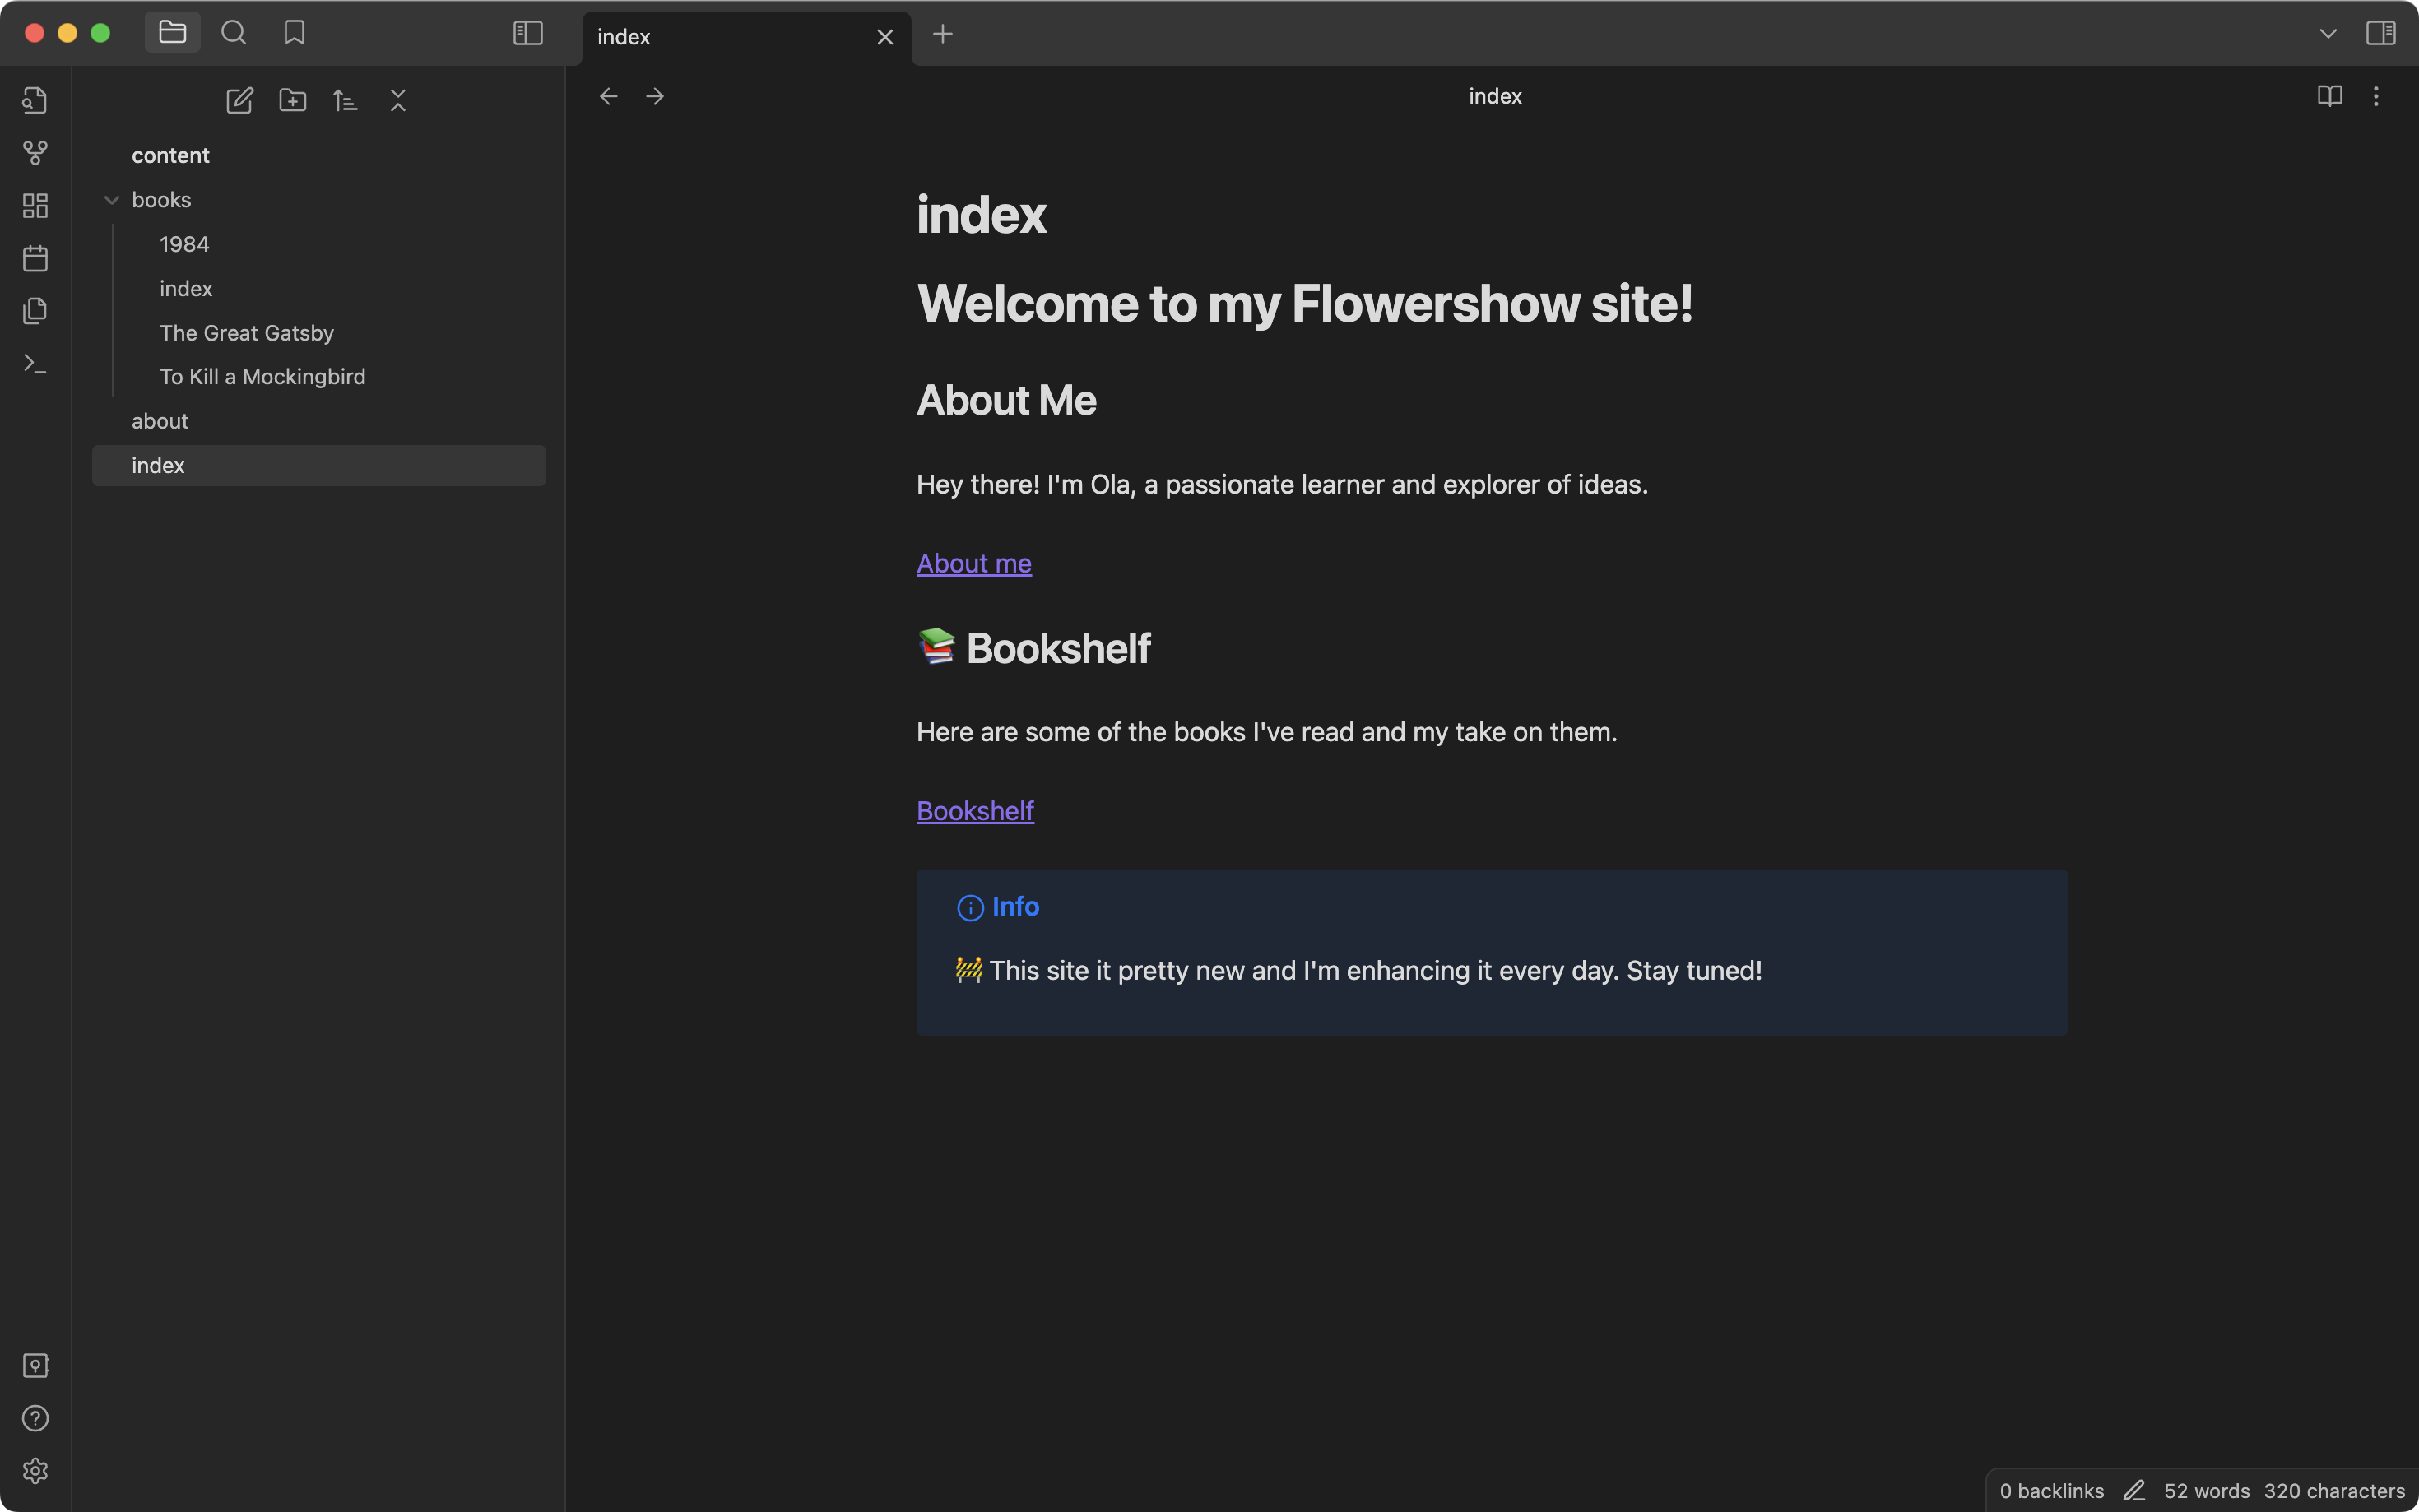 index
index
content
books
1984
index
The Great Gatsby
To Kill a Mockingbird
about
index
index
Welcome to my Flowershow site!
About Me
Hey there! I'm Ola, a passionate learner and explorer of ideas.
About me
📚 Bookshelf
Here are some of the books I've read and my take on them.
Bookshelf
Info
🚧 This site it pretty new and I'm enhancing it every day. Stay tuned!
0 backlinks 52 words 320 characters